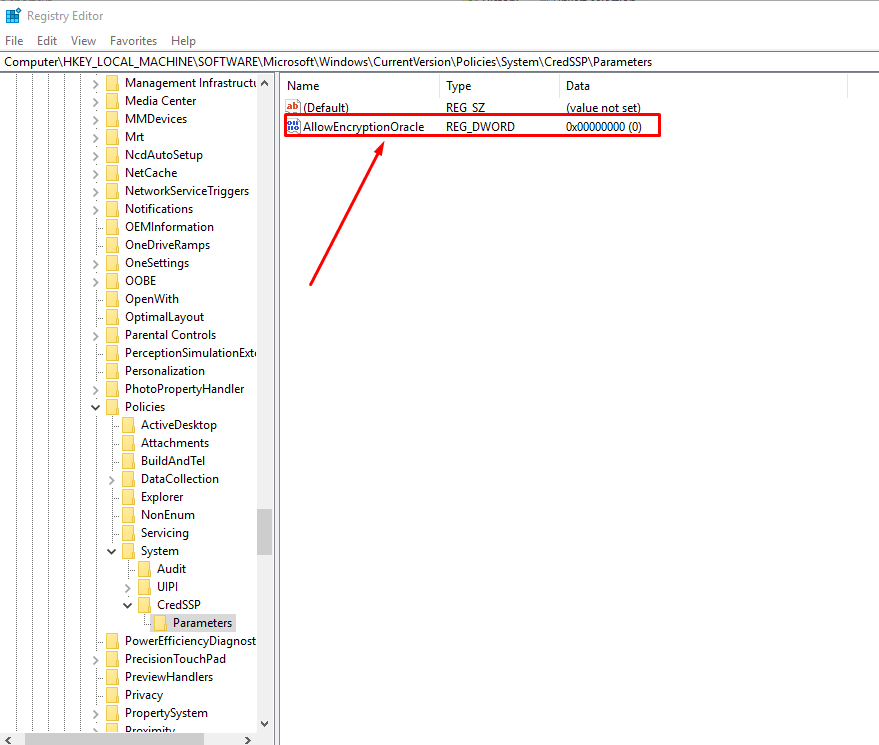 Registry Editor
File Edit View Favorites Help
Computer\HKEY_LOCAL_MACHINE\SOFTWARE\Microsoft\Windows\CurrentVersion\Policies\System\CredSSP\Parameters
Management Infrastructu
Media Center
MMDevices
Mrt
NcdAutoSetup
NetCache
NetworkServiceTriggers
Notifications
OEMInformation
OneDriveRamps
OneSettings
OOBE
OpenWith
OptimalLayout
Parental Controls
PerceptionSimulationExte
Personalization
PhotoPropertyHandler
Policies
ActiveDesktop
Attachments
BuildAndTel
DataCollection
Explorer
NonEnum
Servicing
System
Audit
UIPI
CredSSP
Parameters
PowerEfficiencyDiagnost
PrecisionTouchPad
PreviewHandlers
Privacy
PropertySystem
Proximity
Name Type Data
ab (Default) REG_SZ (value not set)
AllowEncryptionOracle REG_DWORD 0x00000000 (0)